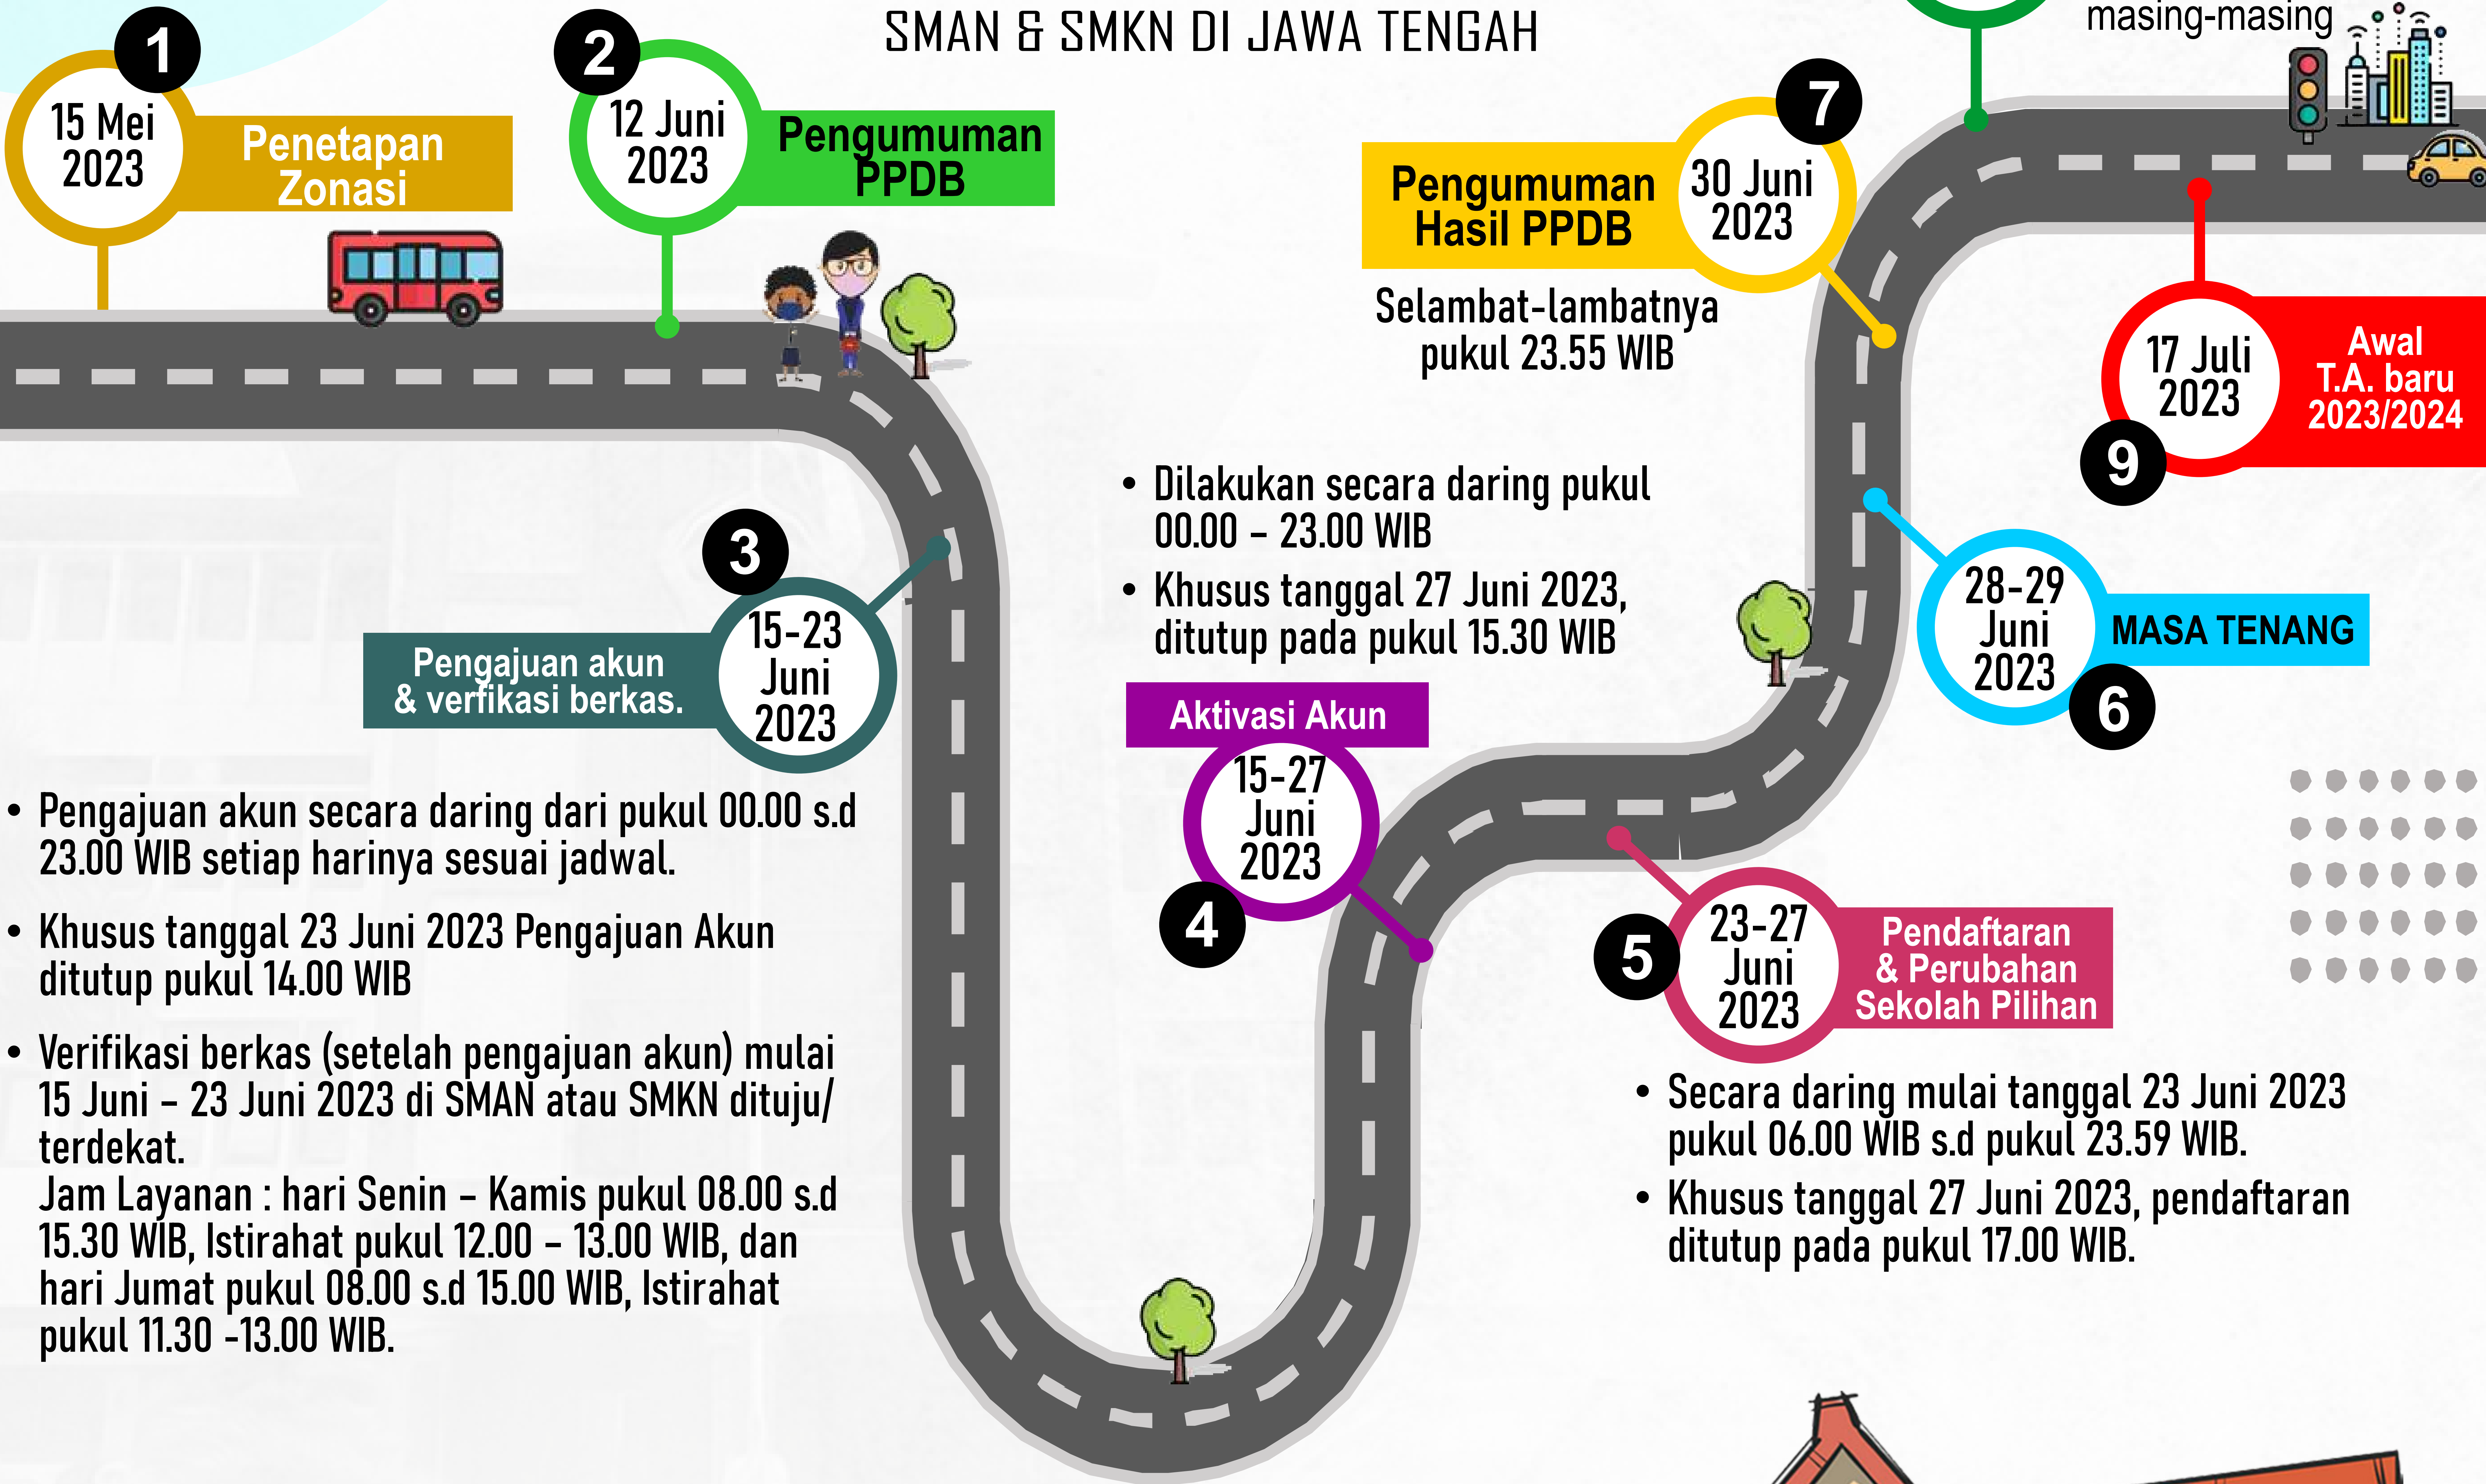 SMAN & SMKN DI JAWA TENGAH
masing-masing
1
15 Mei
2023
Penetapan
Zonasi
2
12 Juni
2023
Pengumuman
PPDB
3
15-23
Juni
2023
Pengajuan akun
& verfikasi berkas.
• Pengajuan akun secara daring dari pukul 00.00 s.d
23.00 WIB setiap harinya sesuai jadwal.
• Khusus tanggal 23 Juni 2023 Pengajuan Akun
ditutup pukul 14.00 WIB
• Verifikasi berkas (setelah pengajuan akun) mulai
15 Juni – 23 Juni 2023 di SMAN atau SMKN dituju/
terdekat.
Jam Layanan : hari Senin – Kamis pukul 08.00 s.d
15.30 WIB, Istirahat pukul 12.00 – 13.00 WIB, dan
hari Jumat pukul 08.00 s.d 15.00 WIB, Istirahat
pukul 11.30 -13.00 WIB.
• Dilakukan secara daring pukul
00.00 – 23.00 WIB
• Khusus tanggal 27 Juni 2023,
ditutup pada pukul 15.30 WIB
Aktivasi Akun
15-27
Juni
2023
4
5
23-27
Juni
2023
Pendaftaran
& Perubahan
Sekolah Pilihan
• Secara daring mulai tanggal 23 Juni 2023
pukul 06.00 WIB s.d pukul 23.59 WIB.
• Khusus tanggal 27 Juni 2023, pendaftaran
ditutup pada pukul 17.00 WIB.
28-29
Juni
2023
MASA TENANG
6
7
Pengumuman
Hasil PPDB
30 Juni
2023
Selambat-lambatnya
pukul 23.55 WIB
17 Juli
2023
Awal
T.A. baru
2023/2024
9